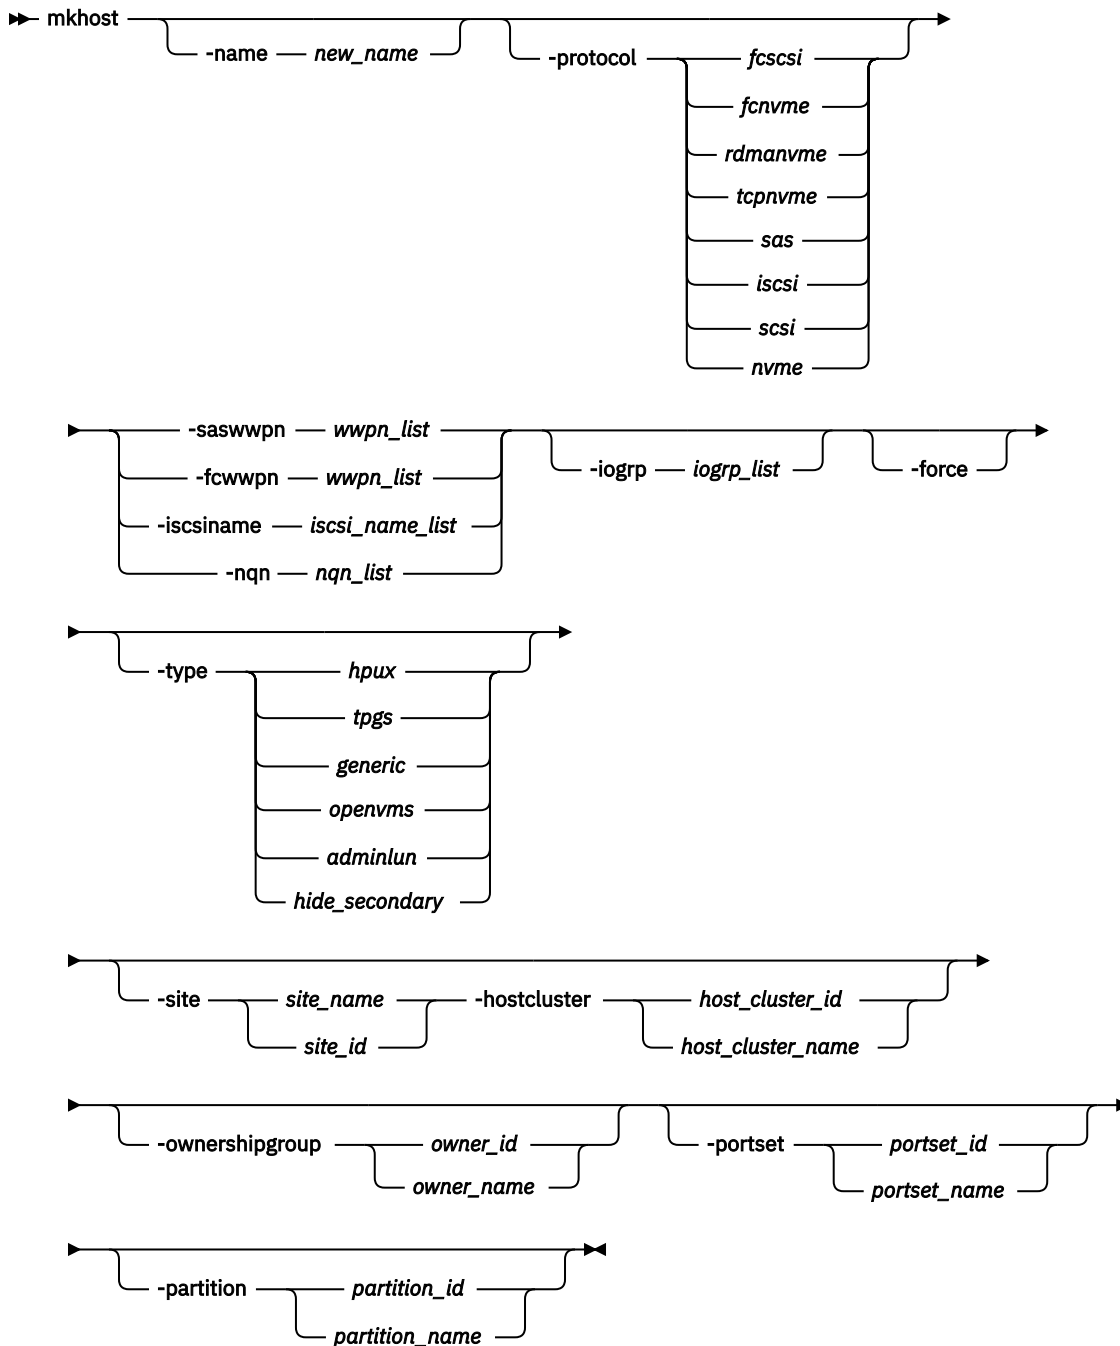 mkhost
-name new_name -protocol fcscsi
fcnvme
rdmanvme
tcpnvme
sas
iscsi
scsi
nvme
-saswwpn wwpn_list
-fcwwpn wwpn_list -iogrp iogrp_list -force
-iscsiname iscsi_name_list
-nqn nqn_list
-type hpux
tpgs
generic
openvms
adminlun
hide_secondary
-site site_name -hostcluster host_cluster_id
site_id host_cluster_name
-ownershipgroup owner_id -portset portset_id
owner_name portset_name
-partition partition_id
partition_name